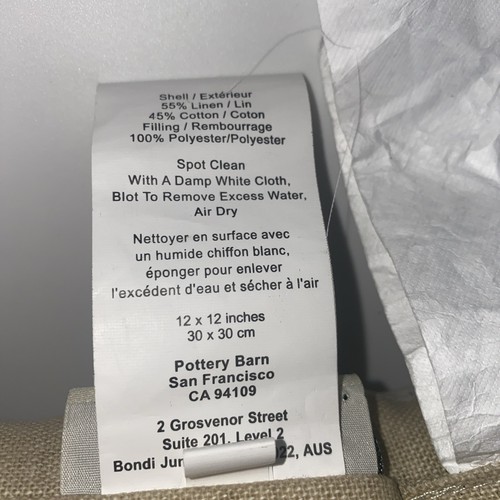 Shell / Extérieur
55% Linen / Lin
45% Cotton / Coton
Filling / Rembourrage
100% Polyester/Polyester
Spot Clean
With A Damp White Cloth,
Blot To Remove Excess Water,
Air Dry
Nettoyer en surface avec
un humide chiffon blanc,
éponger pour enlever
l'excédent d'eau et sécher à l'air
12 x 12 inches
30 x 30 cm
Pottery Barn
San Francisco
CA 94109
2 Grosvenor Street
Suite 201, Level 2
Bondi AUS